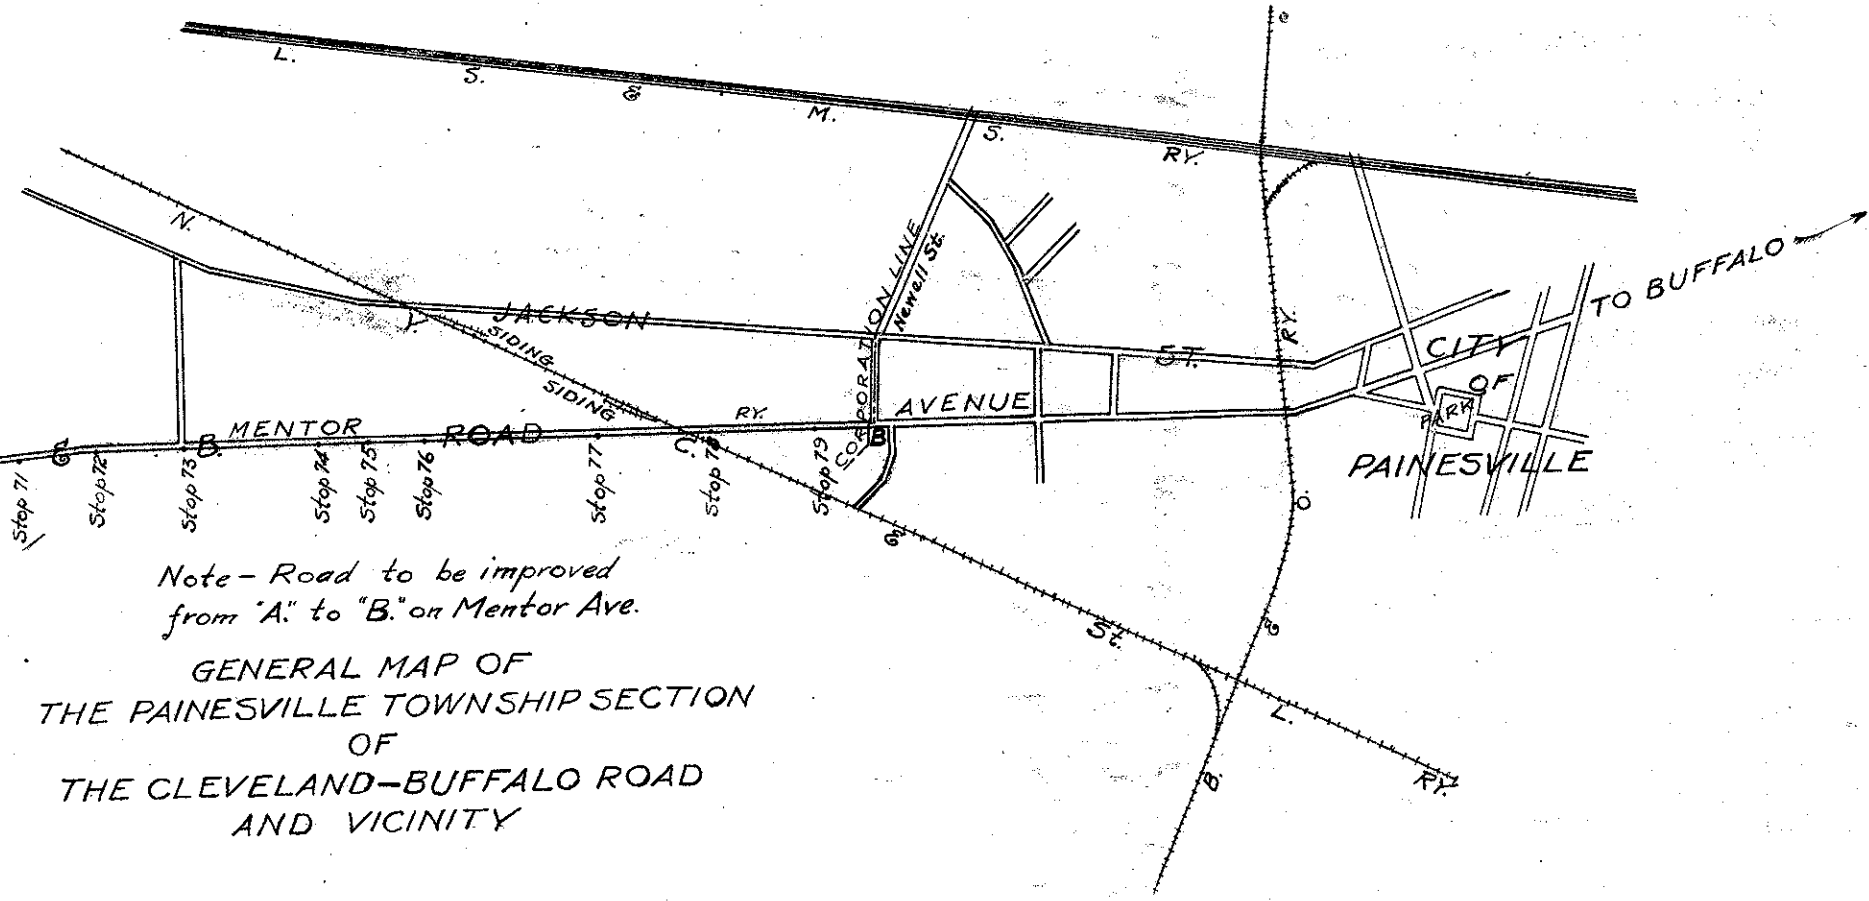 L. S. & M. S. RY.
N. Y. C. & St. L. RY.
B. & O. RY.
JACKSON ST.
SIDING
SIDING
CORPORATION LINE
Newell St.
MENTOR AVENUE
ROAD
C. & B. RY.
B
Stop 71
Stop 72
Stop 73
Stop 74
Stop 75
Stop 76
Stop 77
Stop 78
Stop 79
TO BUFFALO
CITY
OF
PARK
PAINESVILLE
Note - Road to be improved
from "A." to "B." on Mentor Ave.
GENERAL MAP OF
THE PAINESVILLE TOWNSHIP SECTION
OF
THE CLEVELAND-BUFFALO ROAD
AND VICINITY